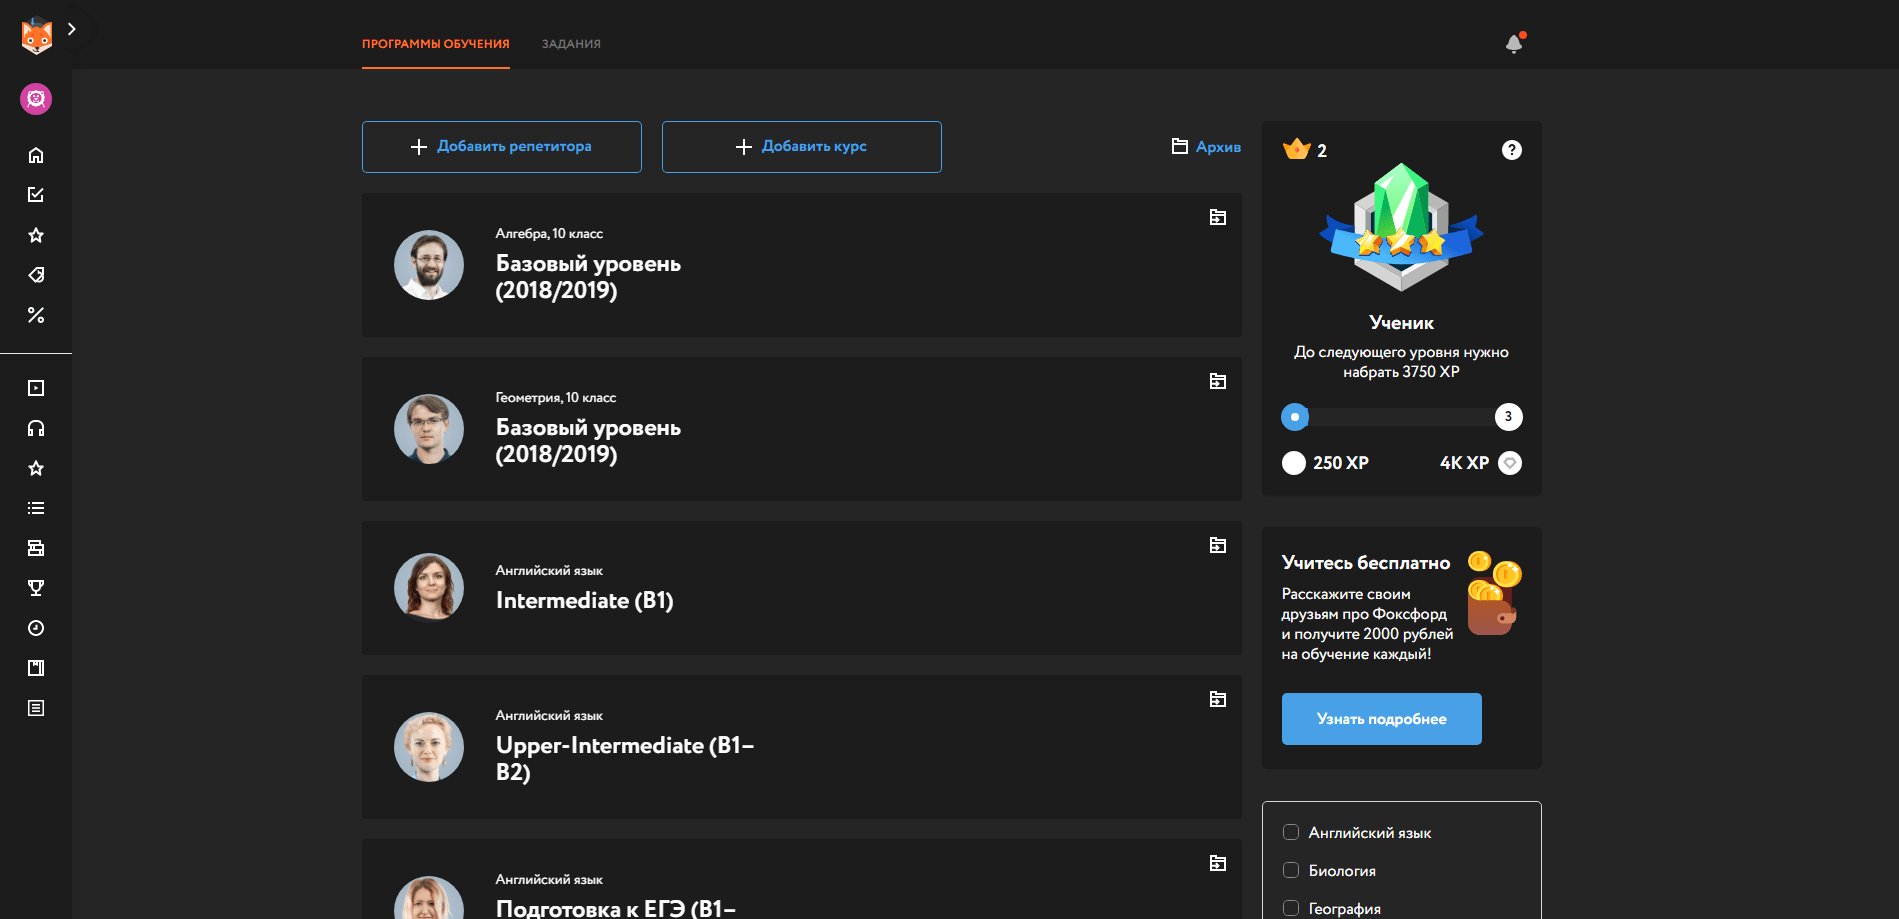 ПРОГРАММЫ ОБУЧЕНИЯ
ЗАДАНИЯ
Добавить репетитора
Добавить курс
Архив
Алгебра, 10 класс
Базовый уровень
(2018/2019)
Геометрия, 10 класс
Базовый уровень
(2018/2019)
Английский язык
Intermediate (B1)
Английский язык
Upper-Intermediate (B1–
B2)
Английский язык
Подготовка к ЕГЭ (B1–
2
?
Ученик
До следующего уровня нужно
набрать 3750 XP
3
250 XP
4K XP
Учитесь бесплатно
Расскажите своим
друзьям про Фоксфорд
и получите 2000 рублей
на обучение каждый!
Узнать подробнее
Английский язык
Биология
География